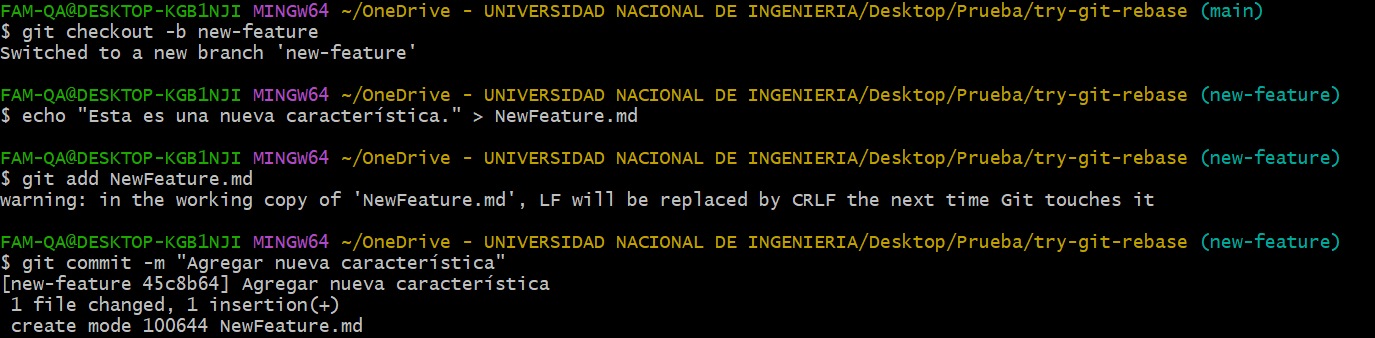 FAM-QA@DESKTOP-KGB1NJI MINGW64 ~/OneDrive - UNIVERSIDAD NACIONAL DE INGENIERIA/Desktop/Prueba/try-git-rebase (main)
$ git checkout -b new-feature
Switched to a new branch 'new-feature'
FAM-QA@DESKTOP-KGB1NJI MINGW64 ~/OneDrive - UNIVERSIDAD NACIONAL DE INGENIERIA/Desktop/Prueba/try-git-rebase (new-feature)
$ echo "Esta es una nueva característica." > NewFeature.md
FAM-QA@DESKTOP-KGB1NJI MINGW64 ~/OneDrive - UNIVERSIDAD NACIONAL DE INGENIERIA/Desktop/Prueba/try-git-rebase (new-feature)
$ git add NewFeature.md
warning: in the working copy of 'NewFeature.md', LF will be replaced by CRLF the next time Git touches it
FAM-QA@DESKTOP-KGB1NJI MINGW64 ~/OneDrive - UNIVERSIDAD NACIONAL DE INGENIERIA/Desktop/Prueba/try-git-rebase (new-feature)
$ git commit -m "Agregar nueva característica"
[new-feature 45c8b64] Agregar nueva característica
 1 file changed, 1 insertion(+)
 create mode 100644 NewFeature.md